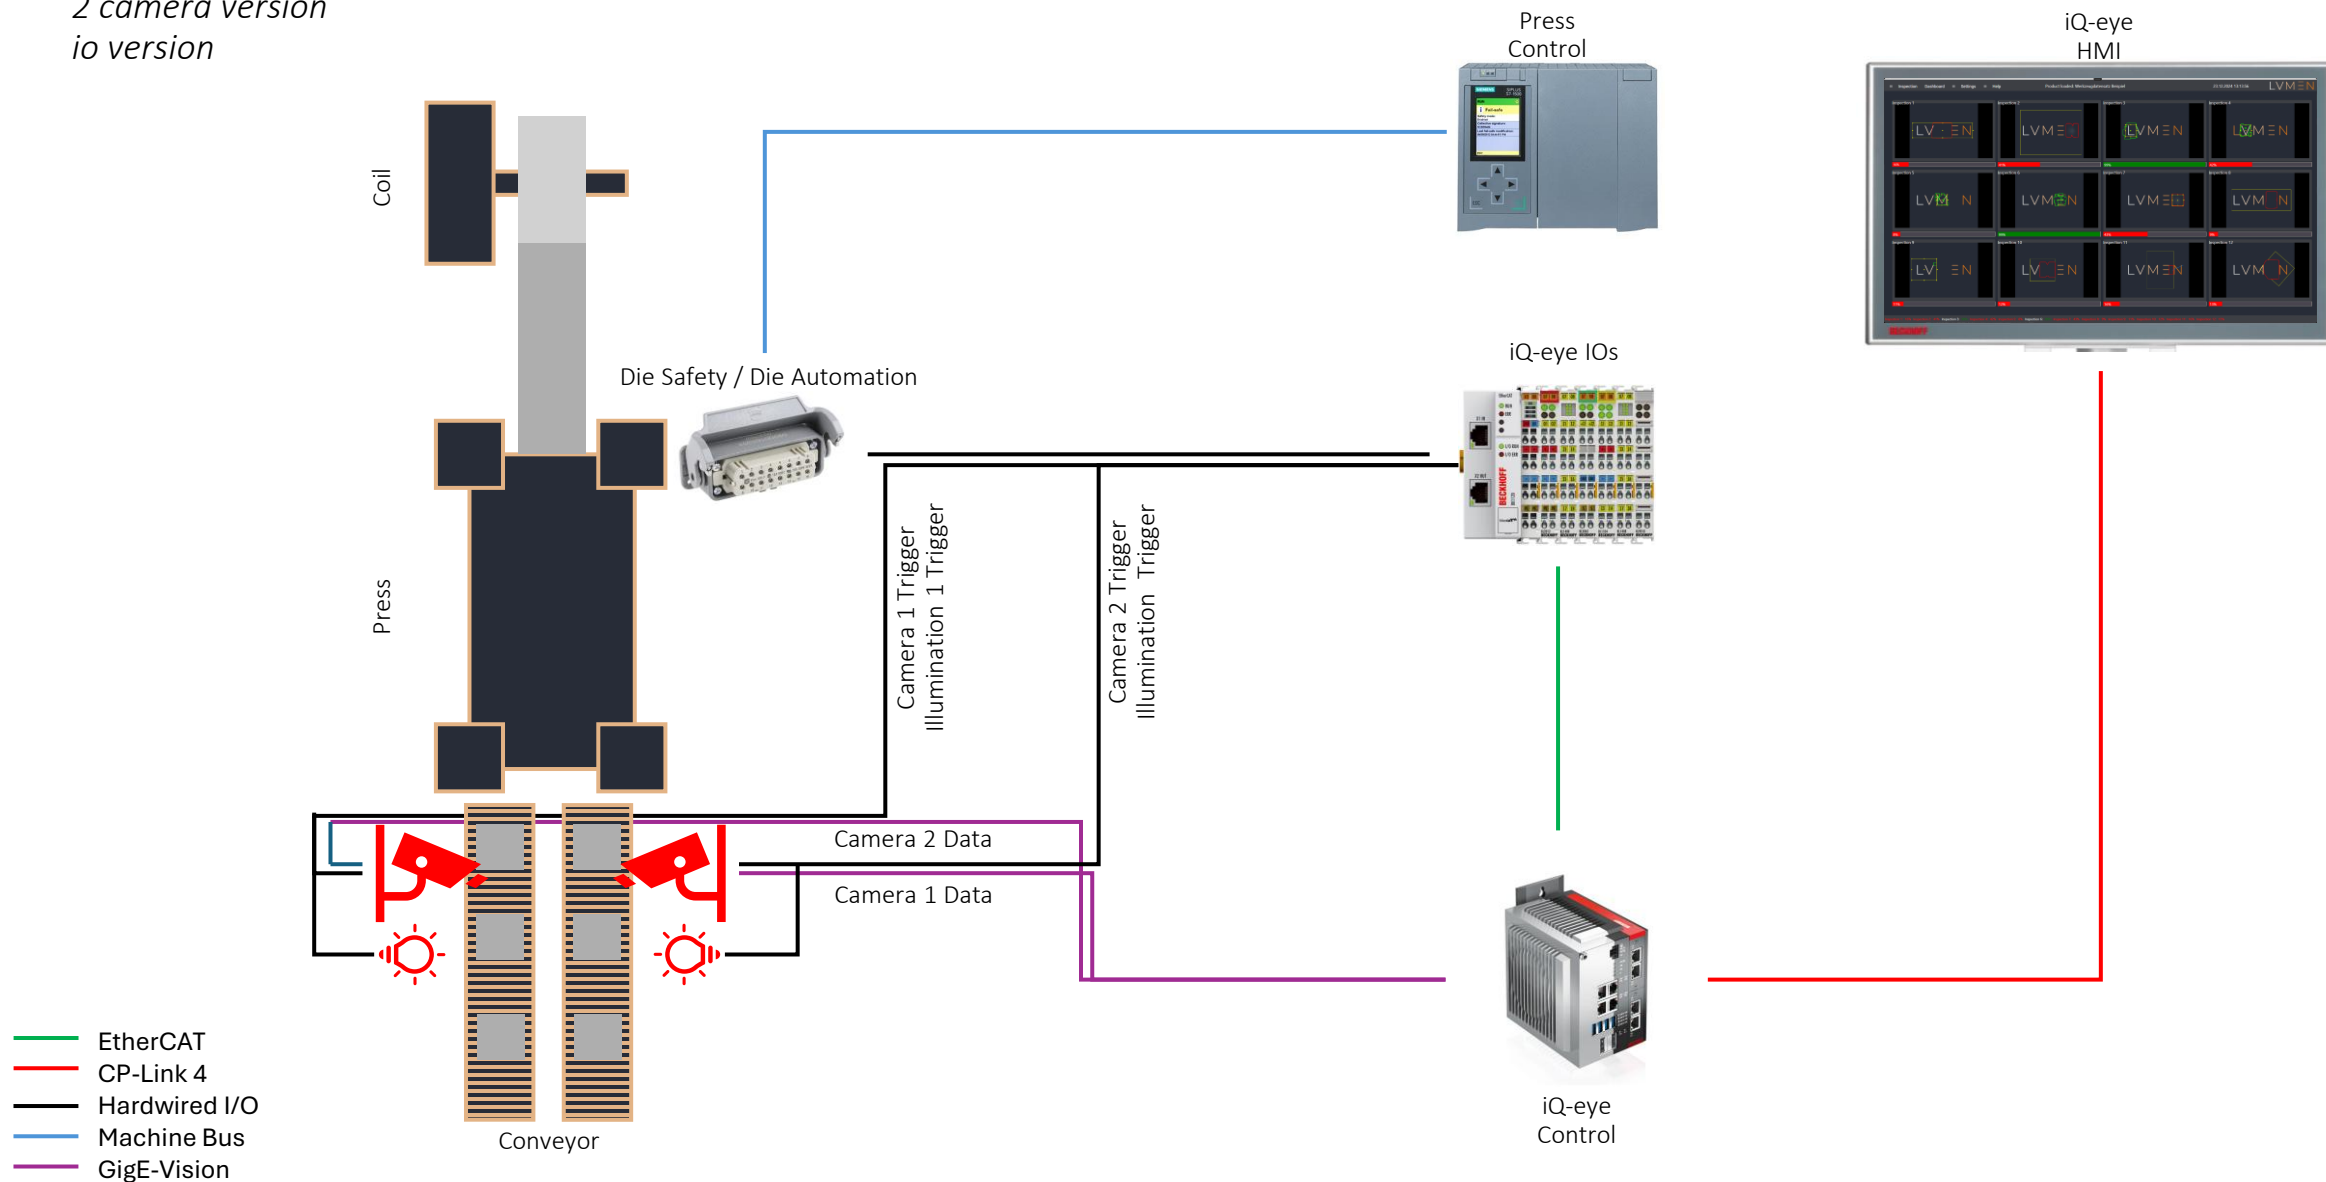 2 camera version
io version
Press
Control
iQ-eye
HMI
LVMEN
Coil
Die Safety / Die Automation
iQ-eye IOs
BECKHOFF
Press
Camera 1 Trigger
Illumination 1 Trigger
Camera 2 Trigger
Illumination  Trigger
Camera 2 Data
Camera 1 Data
EtherCAT
CP-Link 4
Hardwired I/O
Machine Bus
GigE-Vision
Conveyor
iQ-eye
Control